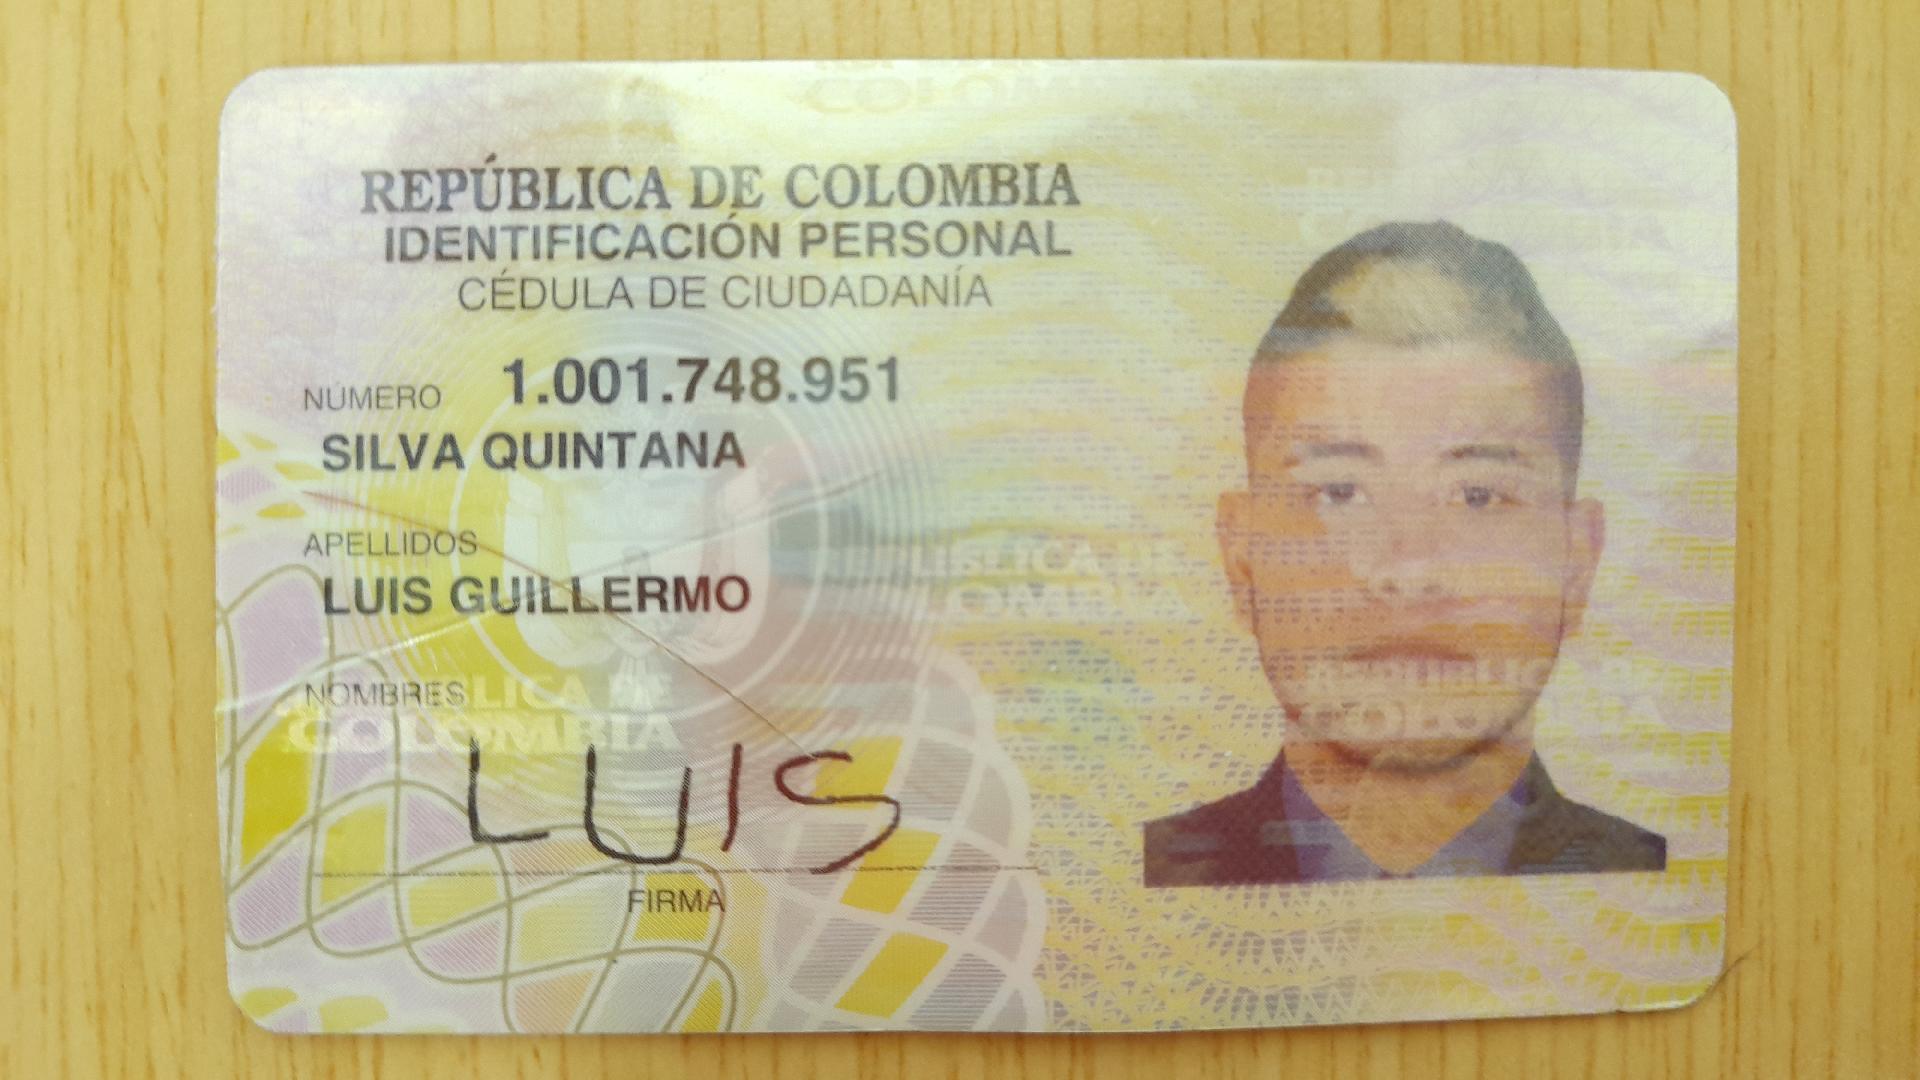 REPÚBLICA DE COLOMBIA
IDENTIFICACIÓN PERSONAL
CÉDULA DE CIUDADANÍA
NÚMERO 1.001.748.951
SILVA QUINTANA
APELLIDOS
LUIS GUILLERMO
NOMBRES
LUIS
FIRMA